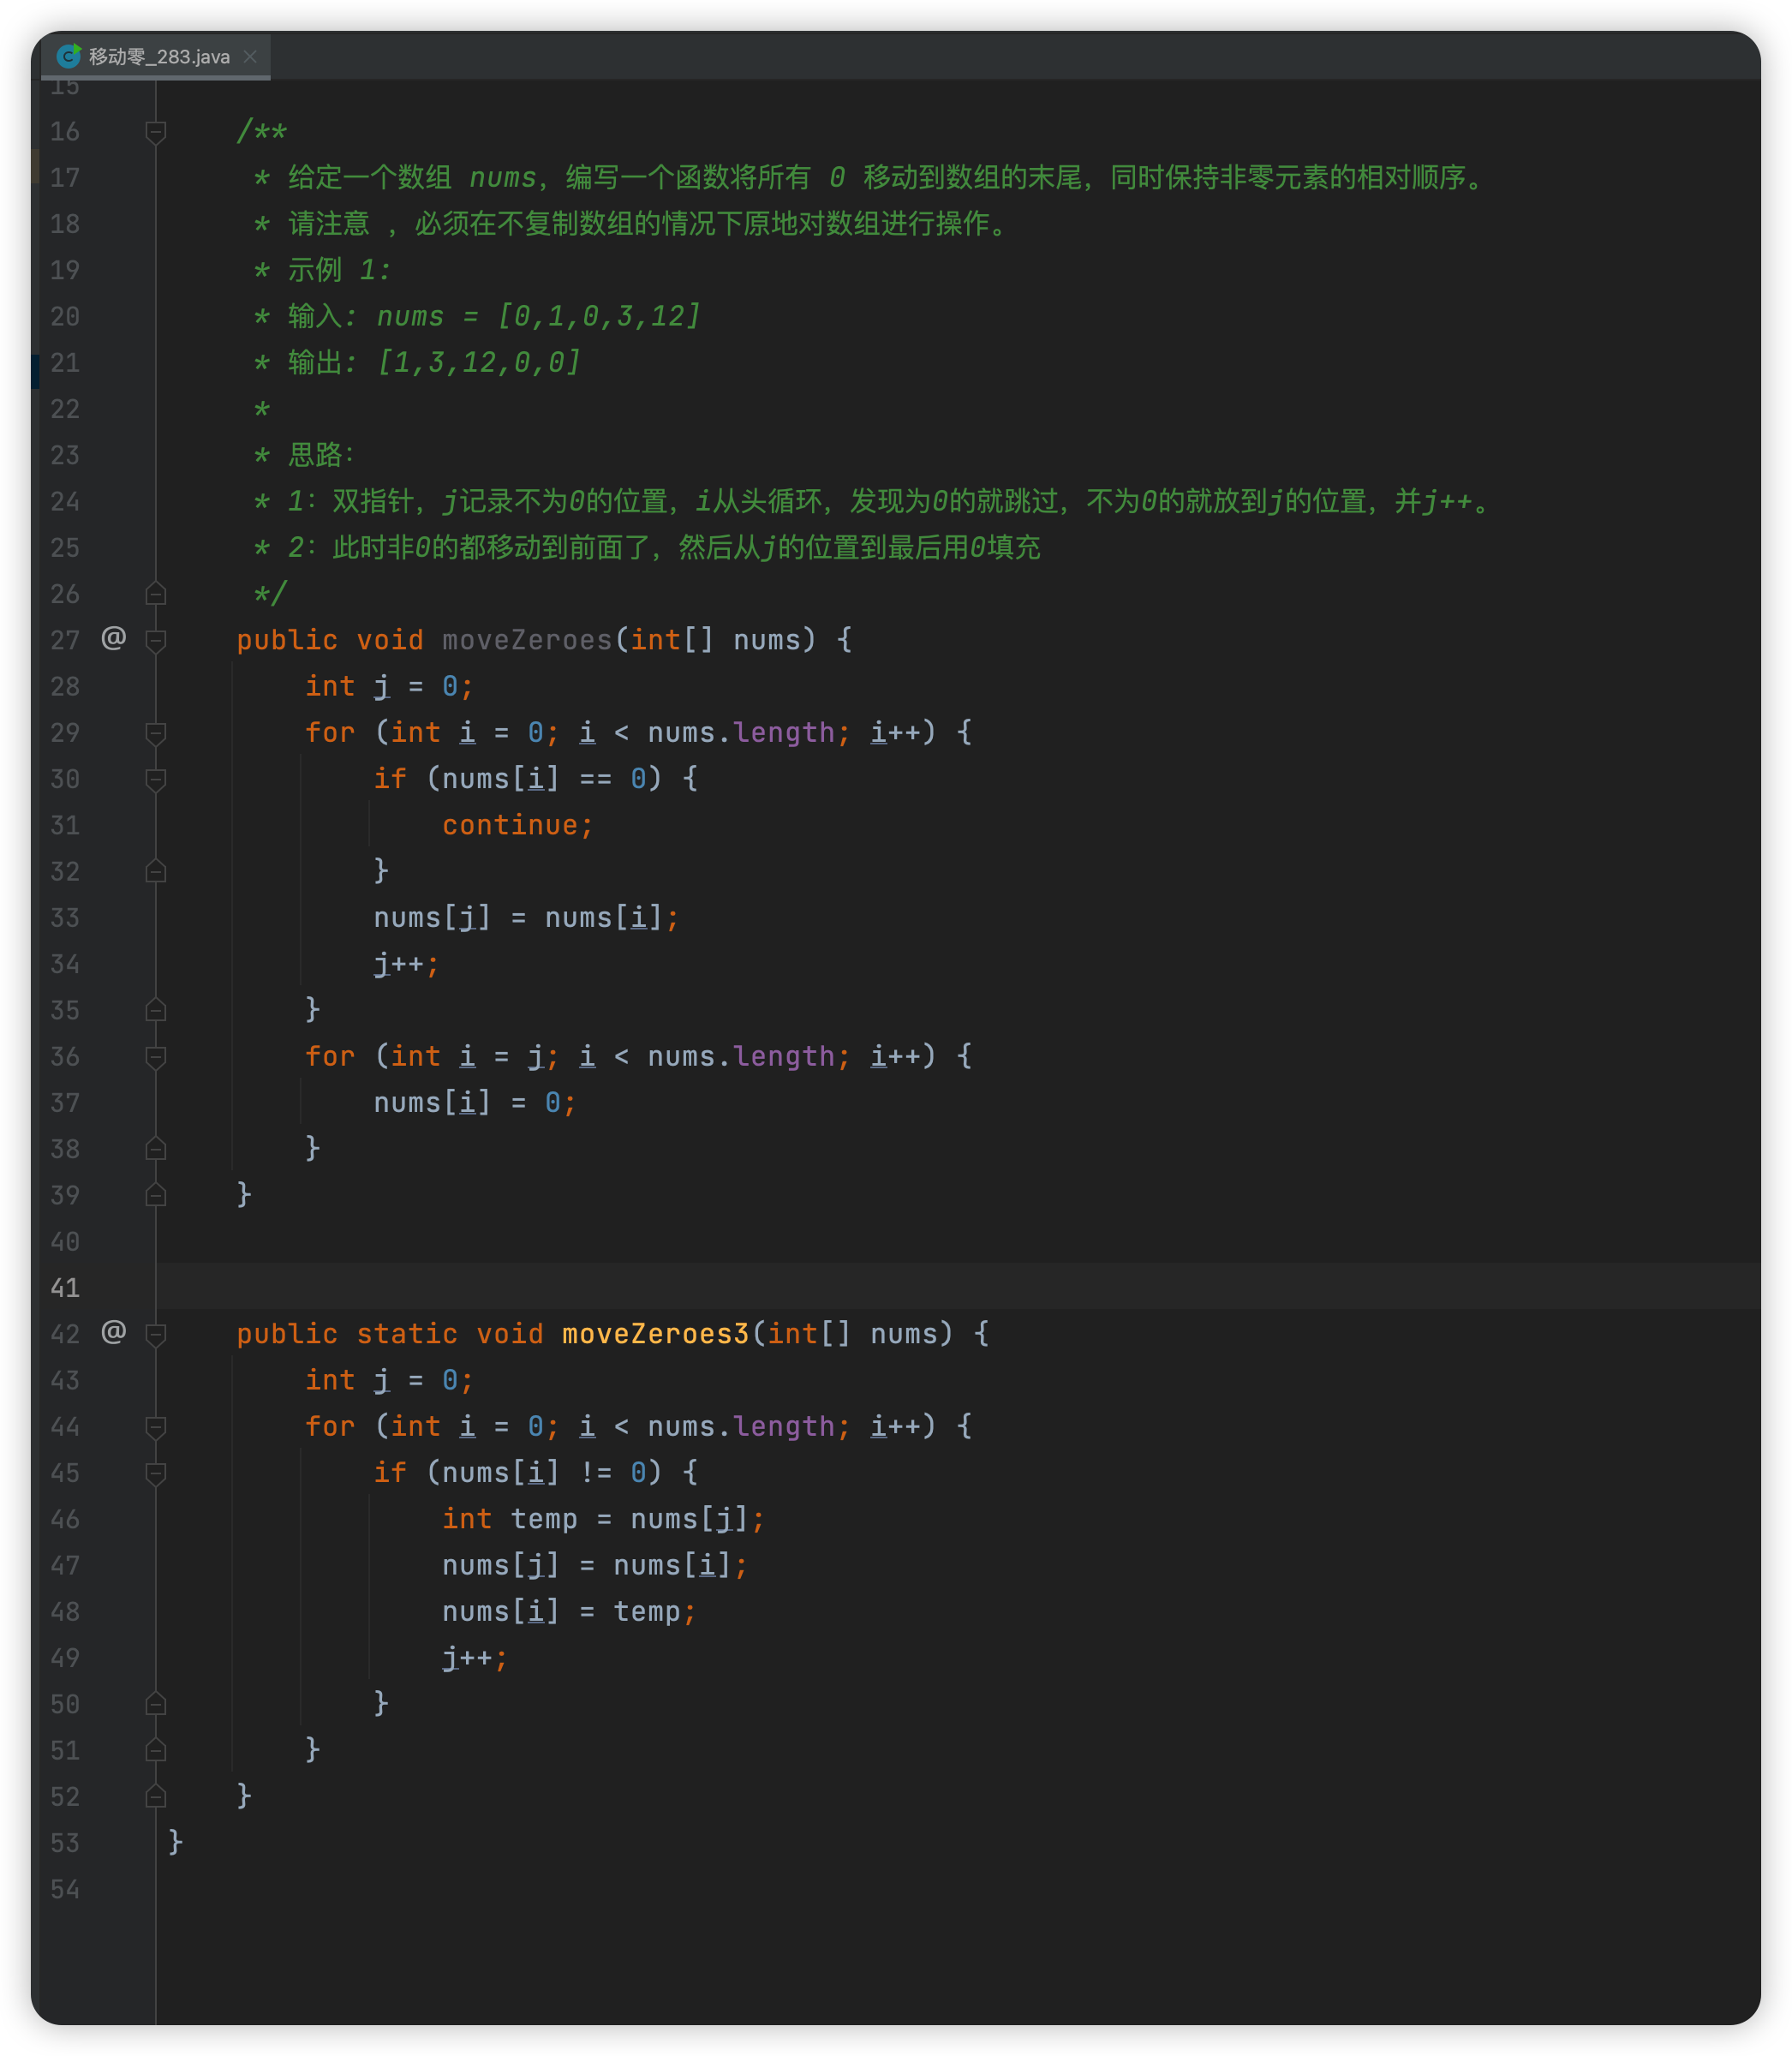 移动零_283.java
15
16 /**
17 * 给定一个数组 nums，编写一个函数将所有 0 移动到数组的末尾，同时保持非零元素的相对顺序。
18 * 请注意 ，必须在不复制数组的情况下原地对数组进行操作。
19 * 示例 1:
20 * 输入: nums = [0,1,0,3,12]
21 * 输出: [1,3,12,0,0]
22 *
23 * 思路：
24 * 1：双指针，j记录不为0的位置，i从头循环，发现为0的就跳过，不为0的就放到j的位置，并j++。
25 * 2：此时非0的都移动到前面了，然后从j的位置到最后用0填充
26 */
27 @ public void moveZeroes(int[] nums) {
28 int j = 0;
29 for (int i = 0; i < nums.length; i++) {
30 if (nums[i] == 0) {
31 continue;
32 }
33 nums[j] = nums[i];
34 j++;
35 }
36 for (int i = j; i < nums.length; i++) {
37 nums[i] = 0;
38 }
39 }
40
41
42 @ public static void moveZeroes3(int[] nums) {
43 int j = 0;
44 for (int i = 0; i < nums.length; i++) {
45 if (nums[i] != 0) {
46 int temp = nums[j];
47 nums[j] = nums[i];
48 nums[i] = temp;
49 j++;
50 }
51 }
52 }
53 }
54